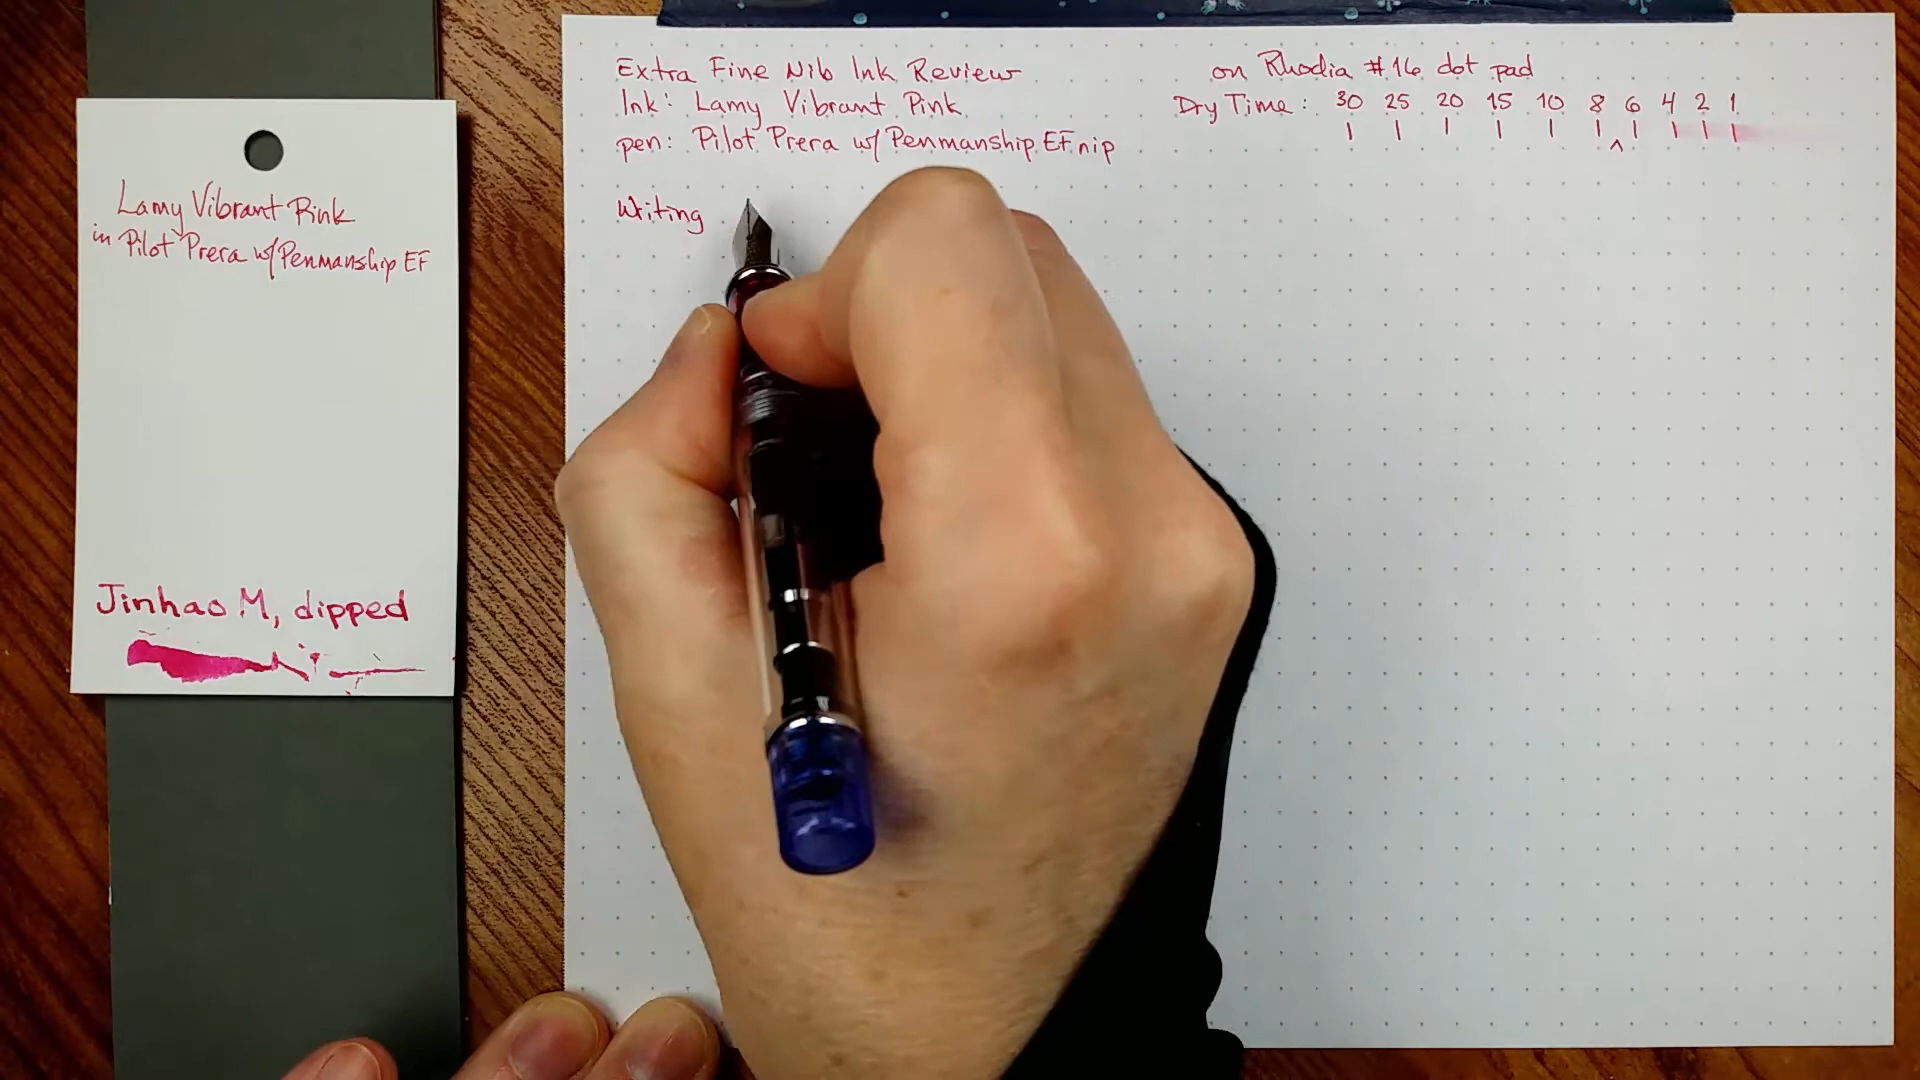 Lamy Vibrant Pink
in Pilot Prera w/ Penmanship EF
Jinhao M, dipped
Extra Fine Nib Ink Review
Ink: Lamy Vibrant Pink
pen: Pilot Prera w/ Penmanship EF nip
Writing
on Rhodia #16 dot pad
Dry Time: 30 25 20 15 10 8 6 4 2 1